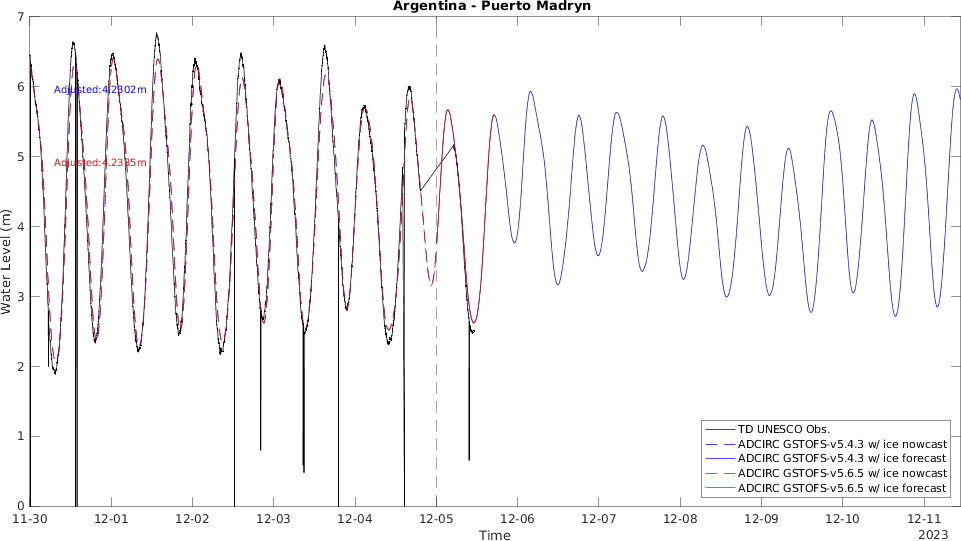 Argentina - Puerto Madryn
7
6
5
4
3
2
1
0
Water Level (m)
Adjusted:4.2302m
Adjusted:4.2335m
TD UNESCO Obs.
ADCIRC GSTOFS-v5.4.3 w/ ice nowcast
ADCIRC GSTOFS-v5.4.3 w/ ice forecast
ADCIRC GSTOFS-v5.6.5 w/ ice nowcast
ADCIRC GSTOFS-v5.6.5 w/ ice forecast
11-30 12-01 12-02 12-03 12-04 12-05 12-06 12-07 12-08 12-09 12-10 12-11
Time 2023